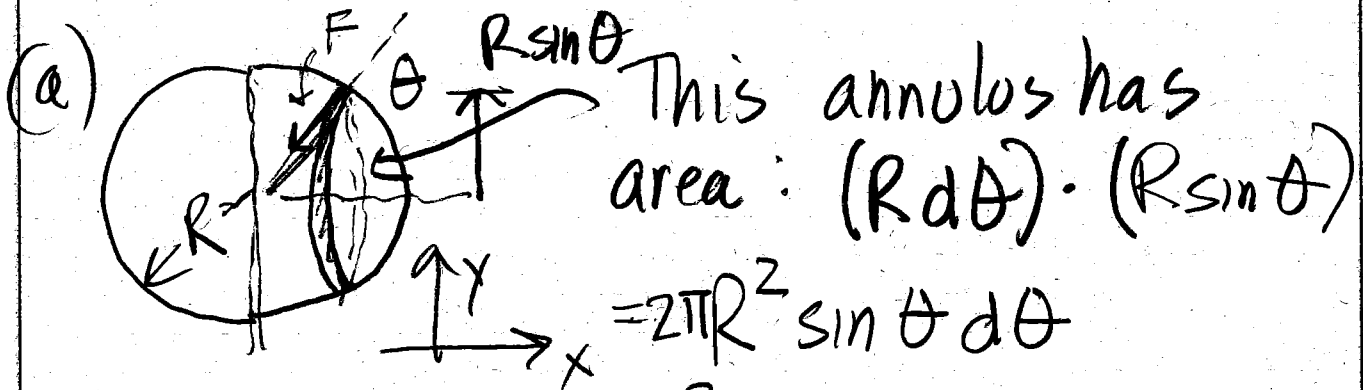 (a)
F
θ
R sin θ
R
Y
X
This annulus has
area : (R dθ) · (R sin θ)
= 2πR² sin θ dθ